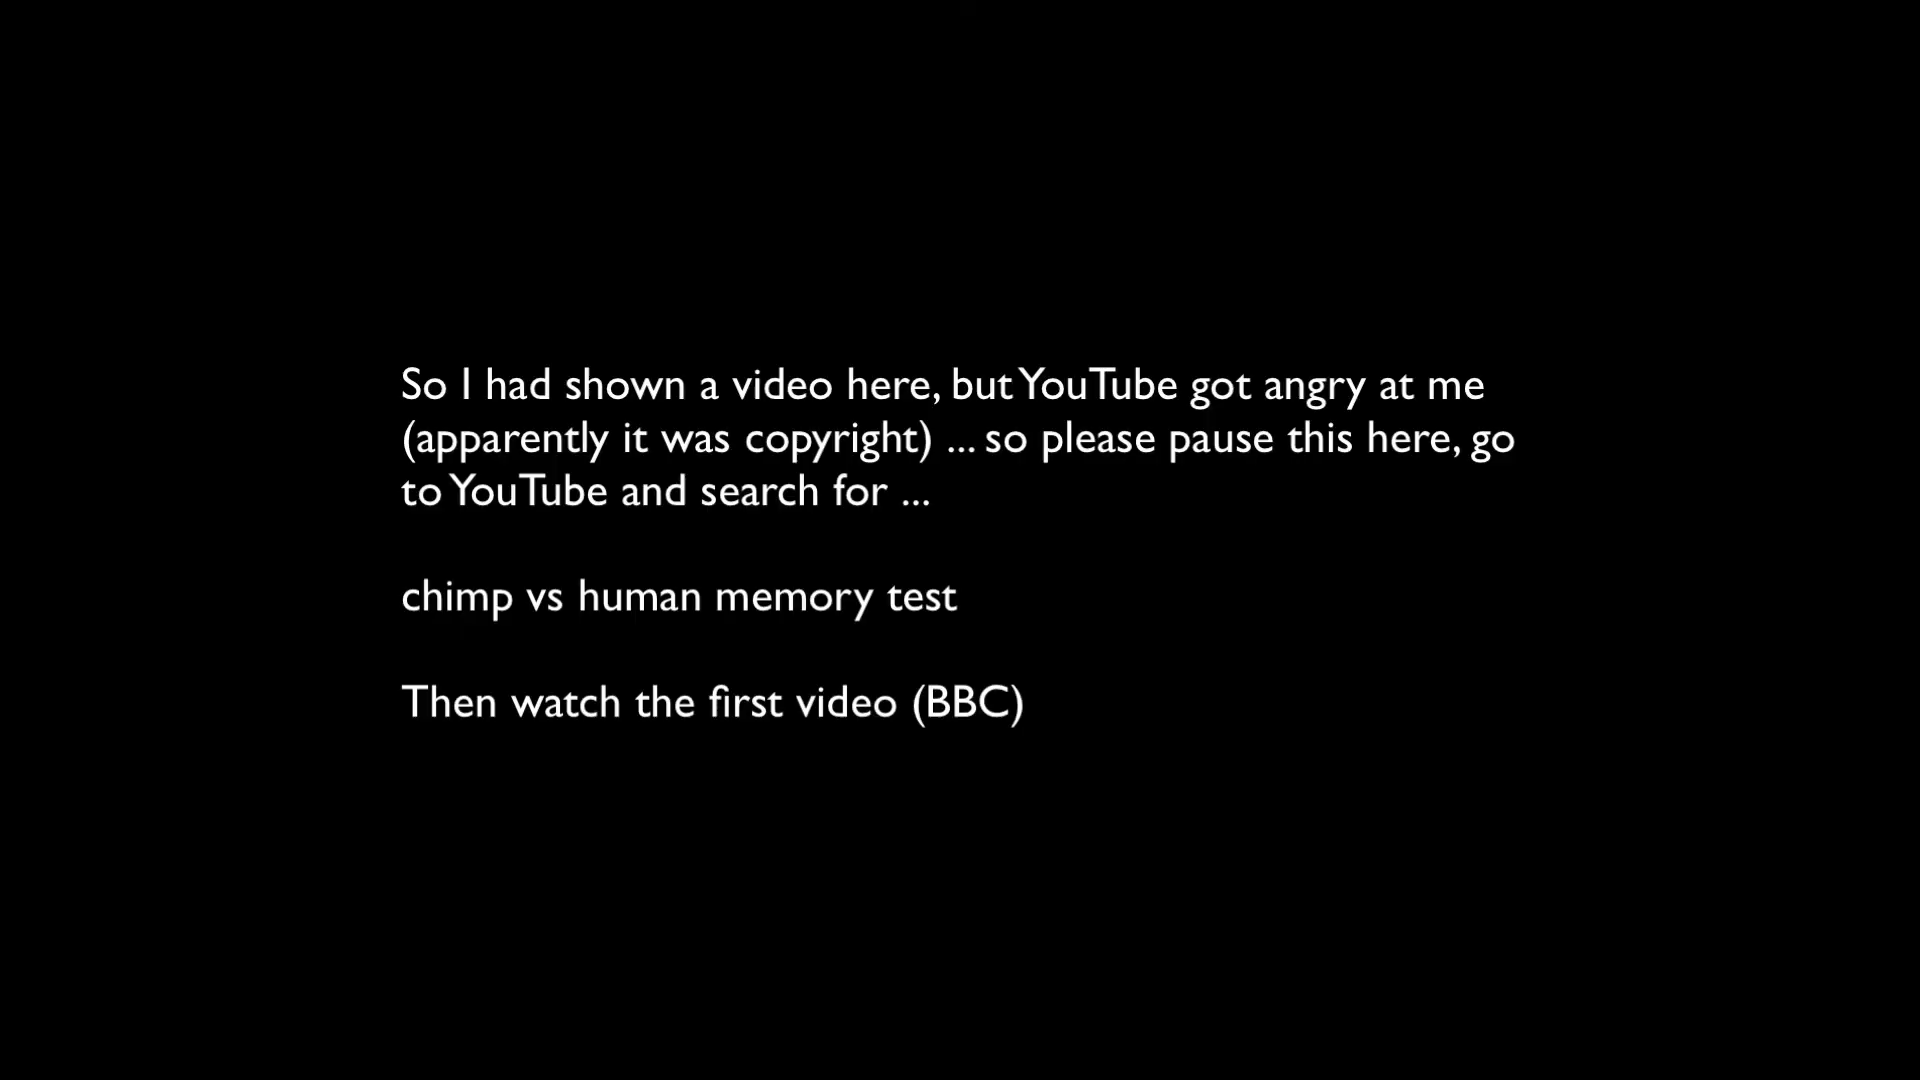 So I had shown a video here, but YouTube got angry at me
(apparently it was copyright) ... so please pause this here, go
to YouTube and search for ...
chimp vs human memory test
Then watch the first video (BBC)